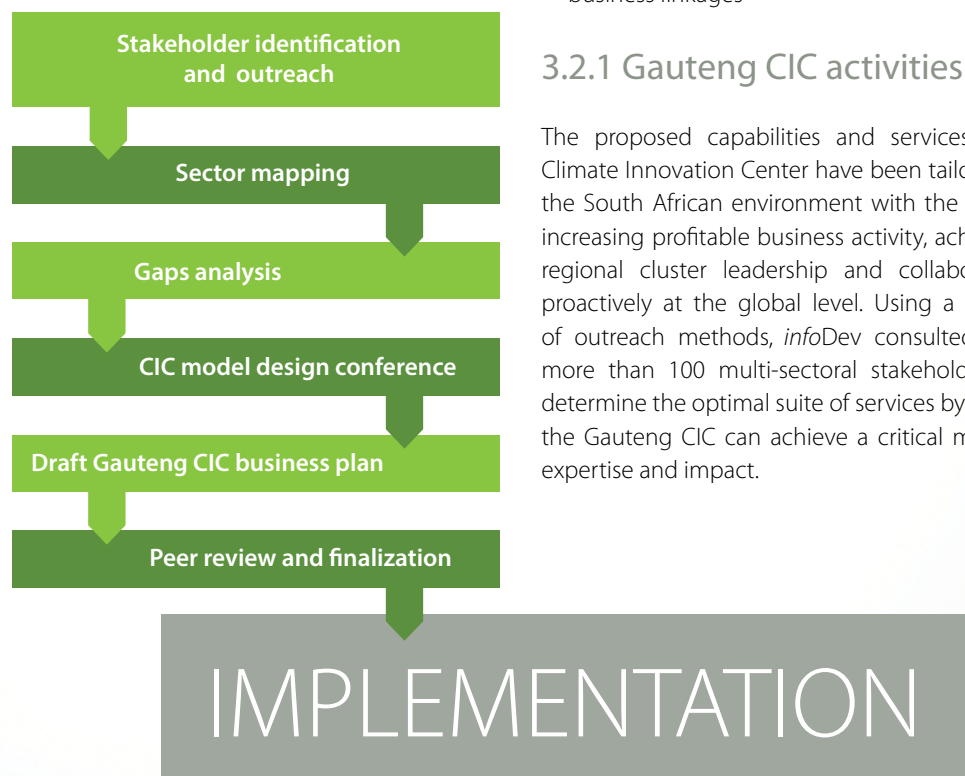 Stakeholder identification
and outreach
Sector mapping
Gaps analysis
CIC model design conference
Draft Gauteng CIC business plan
Peer review and finalization
business linkages
3.2.1 Gauteng CIC activities
The proposed capabilities and services
Climate Innovation Center have been tailo
the South African environment with the
increasing profitable business activity, ach
regional cluster leadership and collabo
proactively at the global level. Using a
of outreach methods, infoDev consulted
more than 100 multi-sectoral stakehol
determine the optimal suite of services by
the Gauteng CIC can achieve a critical m
expertise and impact.
IMPLEMENTATION